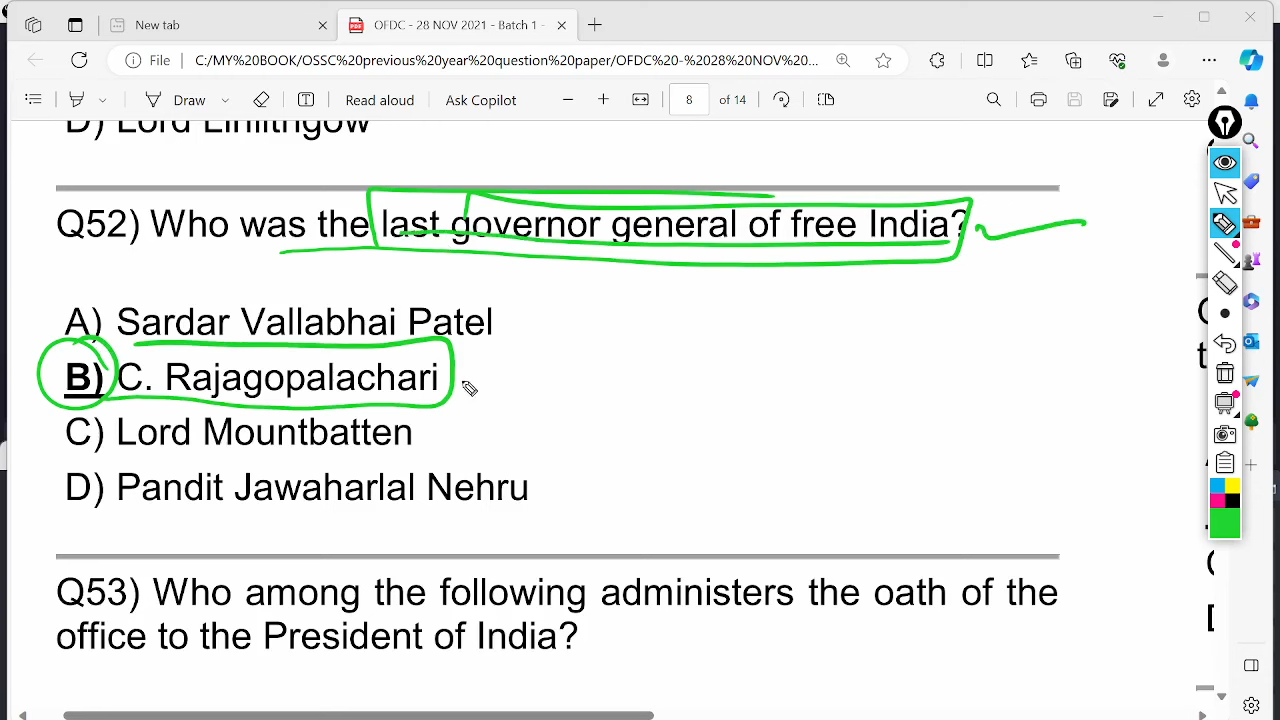 New tab
OFDC - 28 NOV 2021 - Batch 1 -
File
C:/MY%20BOOK/OSSC%20previous%20year%20question%20paper/OFDC%20-%2028%20NOV%20...
Draw
Read aloud
Ask Copilot
8
of 14
D) Lord Linlithgow
Q52) Who was the last governor general of free India?
A) Sardar Vallabhai Patel
B) C. Rajagopalachari
C) Lord Mountbatten
D) Pandit Jawaharlal Nehru
Q53) Who among the following administers the oath of the
office to the President of India?